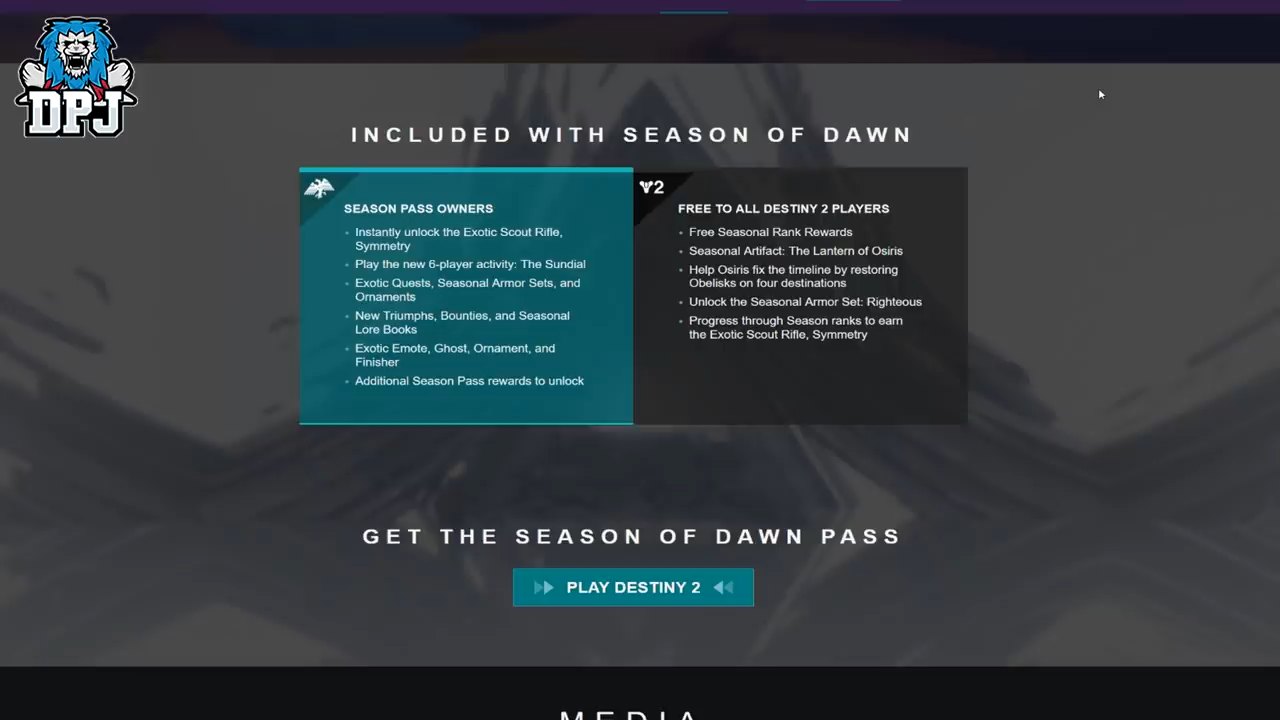 DPJ
INCLUDED WITH SEASON OF DAWN
SEASON PASS OWNERS
• Instantly unlock the Exotic Scout Rifle,
Symmetry
• Play the new 6-player activity: The Sundial
• Exotic Quests, Seasonal Armor Sets, and
Ornaments
• New Triumphs, Bounties, and Seasonal
Lore Books
• Exotic Emote, Ghost, Ornament, and
Finisher
• Additional Season Pass rewards to unlock
2
FREE TO ALL DESTINY 2 PLAYERS
• Free Seasonal Rank Rewards
• Seasonal Artifact: The Lantern of Osiris
• Help Osiris fix the timeline by restoring
Obelisks on four destinations
• Unlock the Seasonal Armor Set: Righteous
• Progress through Season ranks to earn
the Exotic Scout Rifle, Symmetry
GET THE SEASON OF DAWN PASS
PLAY DESTINY 2
MEDIA